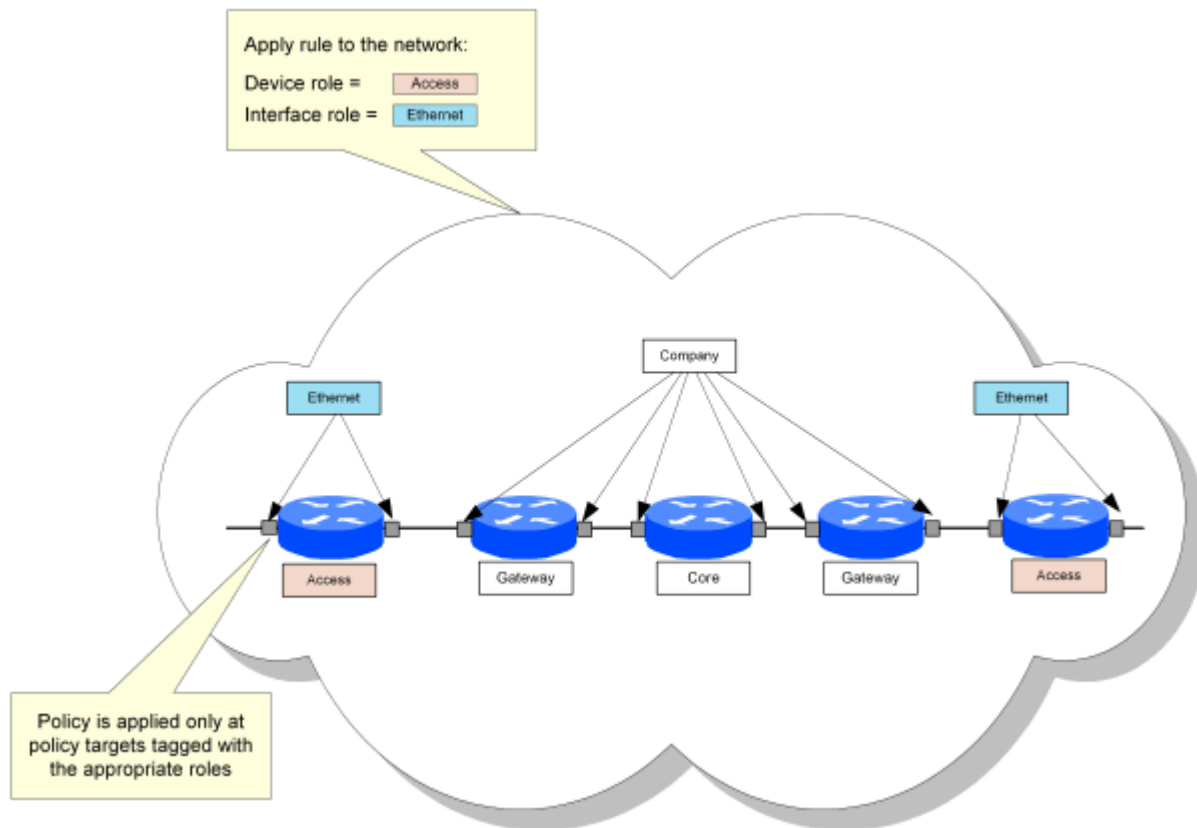 Apply rule to the network:
Device role = Access
Interface role = Ethernet
Company
Ethernet
Ethernet
Access
Gateway
Core
Gateway
Access
Policy is applied only at
policy targets tagged with
the appropriate roles